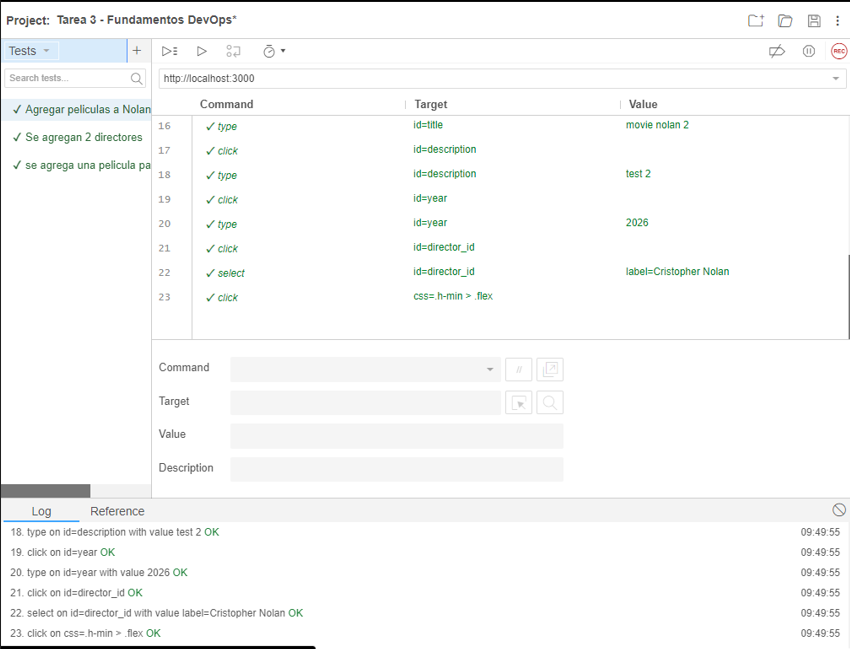 Project: Tarea 3 - Fundamentos DevOps*
Tests
+
REC
Search tests...
http://localhost:3000
✓ Agregar peliculas a Nolan
✓ Se agregan 2 directores
✓ se agrega una pelicula pa
Command Target Value
16 ✓ type id=title movie nolan 2
17 ✓ click id=description
18 ✓ type id=description test 2
19 ✓ click id=year
20 ✓ type id=year 2026
21 ✓ click id=director_id
22 ✓ select id=director_id label=Cristopher Nolan
23 ✓ click css=.h-min > .flex
Command //
Target
Value
Description
Log Reference
18. type on id=description with value test 2 OK 09:49:55
19. click on id=year OK 09:49:55
20. type on id=year with value 2026 OK 09:49:55
21. click on id=director_id OK 09:49:55
22. select on id=director_id with value label=Cristopher Nolan OK 09:49:55
23. click on css=.h-min > .flex OK 09:49:55